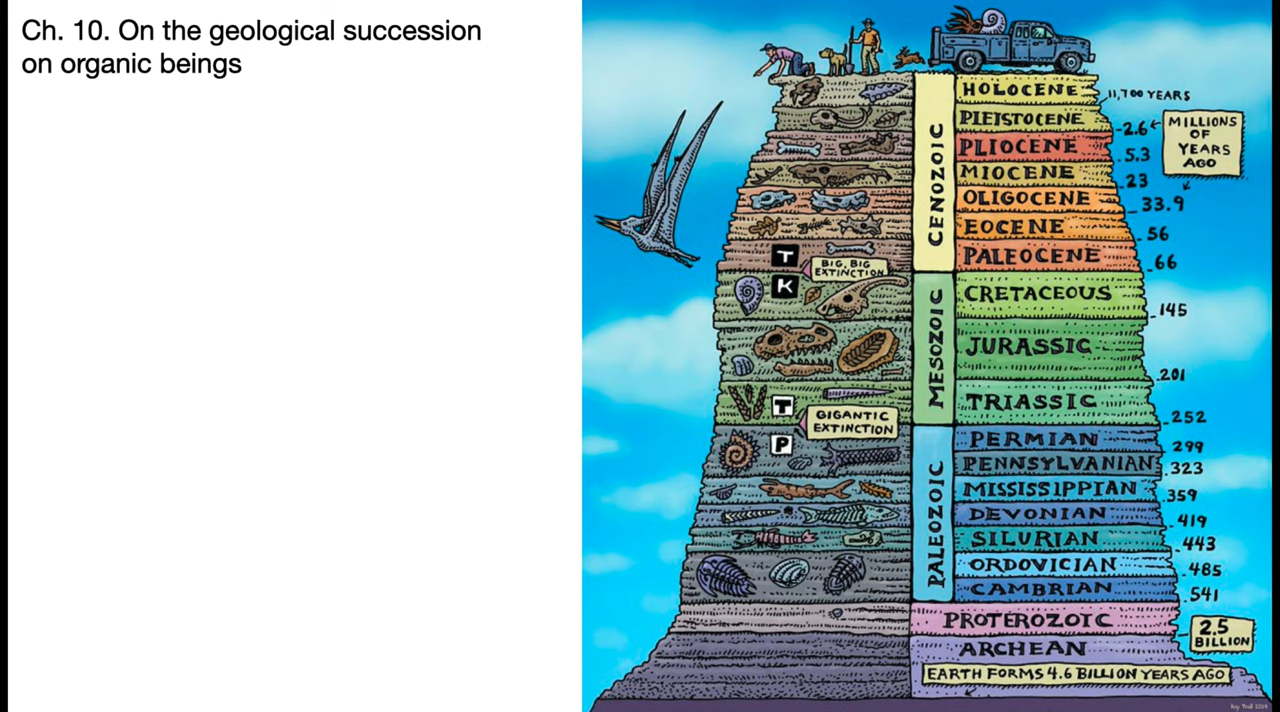 Ch. 10. On the geological succession
on organic beings
HOLOCENE
11,700 YEARS
PLEISTOCENE
2.6
MILLIONS
OF
YEARS
AGO
PLIOCENE
5.3
MIOCENE
23
OLIGOCENE
33.9
EOCENE
56
PALEOCENE
66
CENOZOIC
T
BIG, BIG
EXTINCTION
K
CRETACEOUS
145
JURASSIC
201
TRIASSIC
252
MESOZOIC
T
GIGANTIC
EXTINCTION
P
PERMIAN
299
PENNSYLVANIAN
323
MISSISSIPPIAN
359
DEVONIAN
419
SILURIAN
443
ORDOVICIAN
485
CAMBRIAN
541
PALEOZOIC
PROTEROZOIC
2.5
BILLION
ARCHEAN
EARTH FORMS 4.6 BILLION YEARS AGO